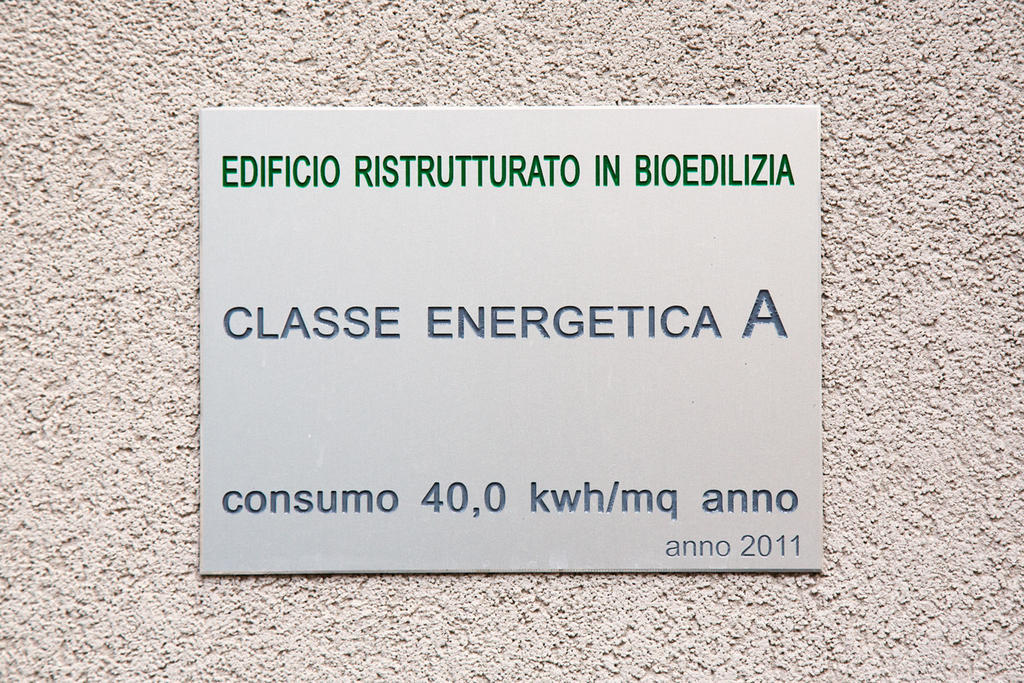 EDIFICIO RISTRUTTURATO IN BIOEDILIZIA
CLASSE ENERGETICA A
consumo 40,0 kwh/mq anno
anno 2011